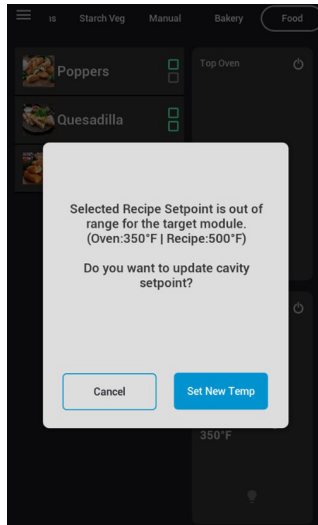 ns Starch Veg Manual Bakery Food
Poppers
Top Oven
Quesadilla
Selected Recipe Setpoint is out of
range for the target module.
(Oven:350°F | Recipe:500°F)
Do you want to update cavity
setpoint?
Cancel Set New Temp
350°F